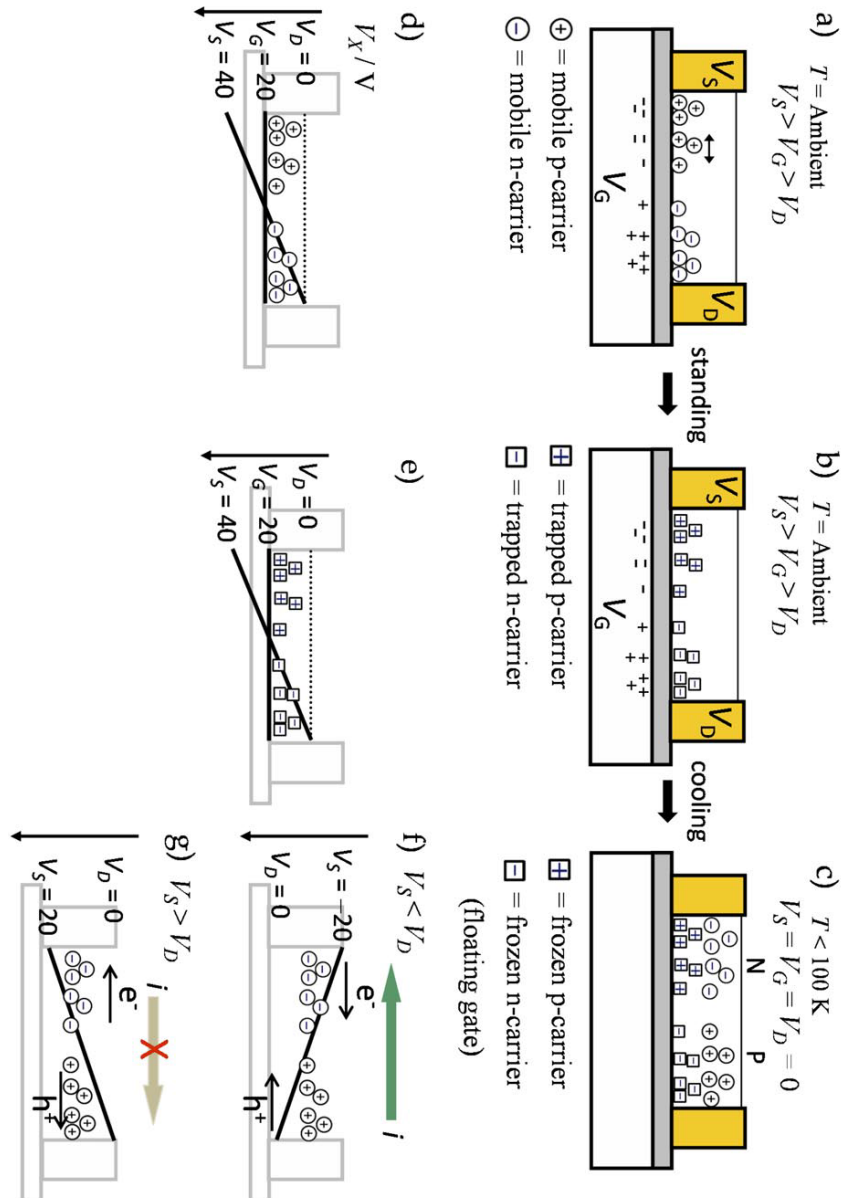 a) T = Ambient
V_S > V_G > V_D
V_S
V_D
V_G
⊕ = mobile p-carrier
⊖ = mobile n-carrier
standing
b) T = Ambient
V_S > V_G > V_D
V_S
V_D
V_G
⊞ = trapped p-carrier
⊟ = trapped n-carrier
cooling
c) T < 100 K
V_S = V_G = V_D = 0
N P
⊞ = frozen p-carrier
⊟ = frozen n-carrier
(floating gate)
d)
V_X / V
V_D = 0
V_G = 20
V_S = 40
e)
V_D = 0
V_G = 20
V_S = 40
f) V_S < V_D
i
V_S = -20
V_D = 0
e⁻
h⁺
g) V_S > V_D
i
V_D = 0
V_S = 20
e⁻
h⁺